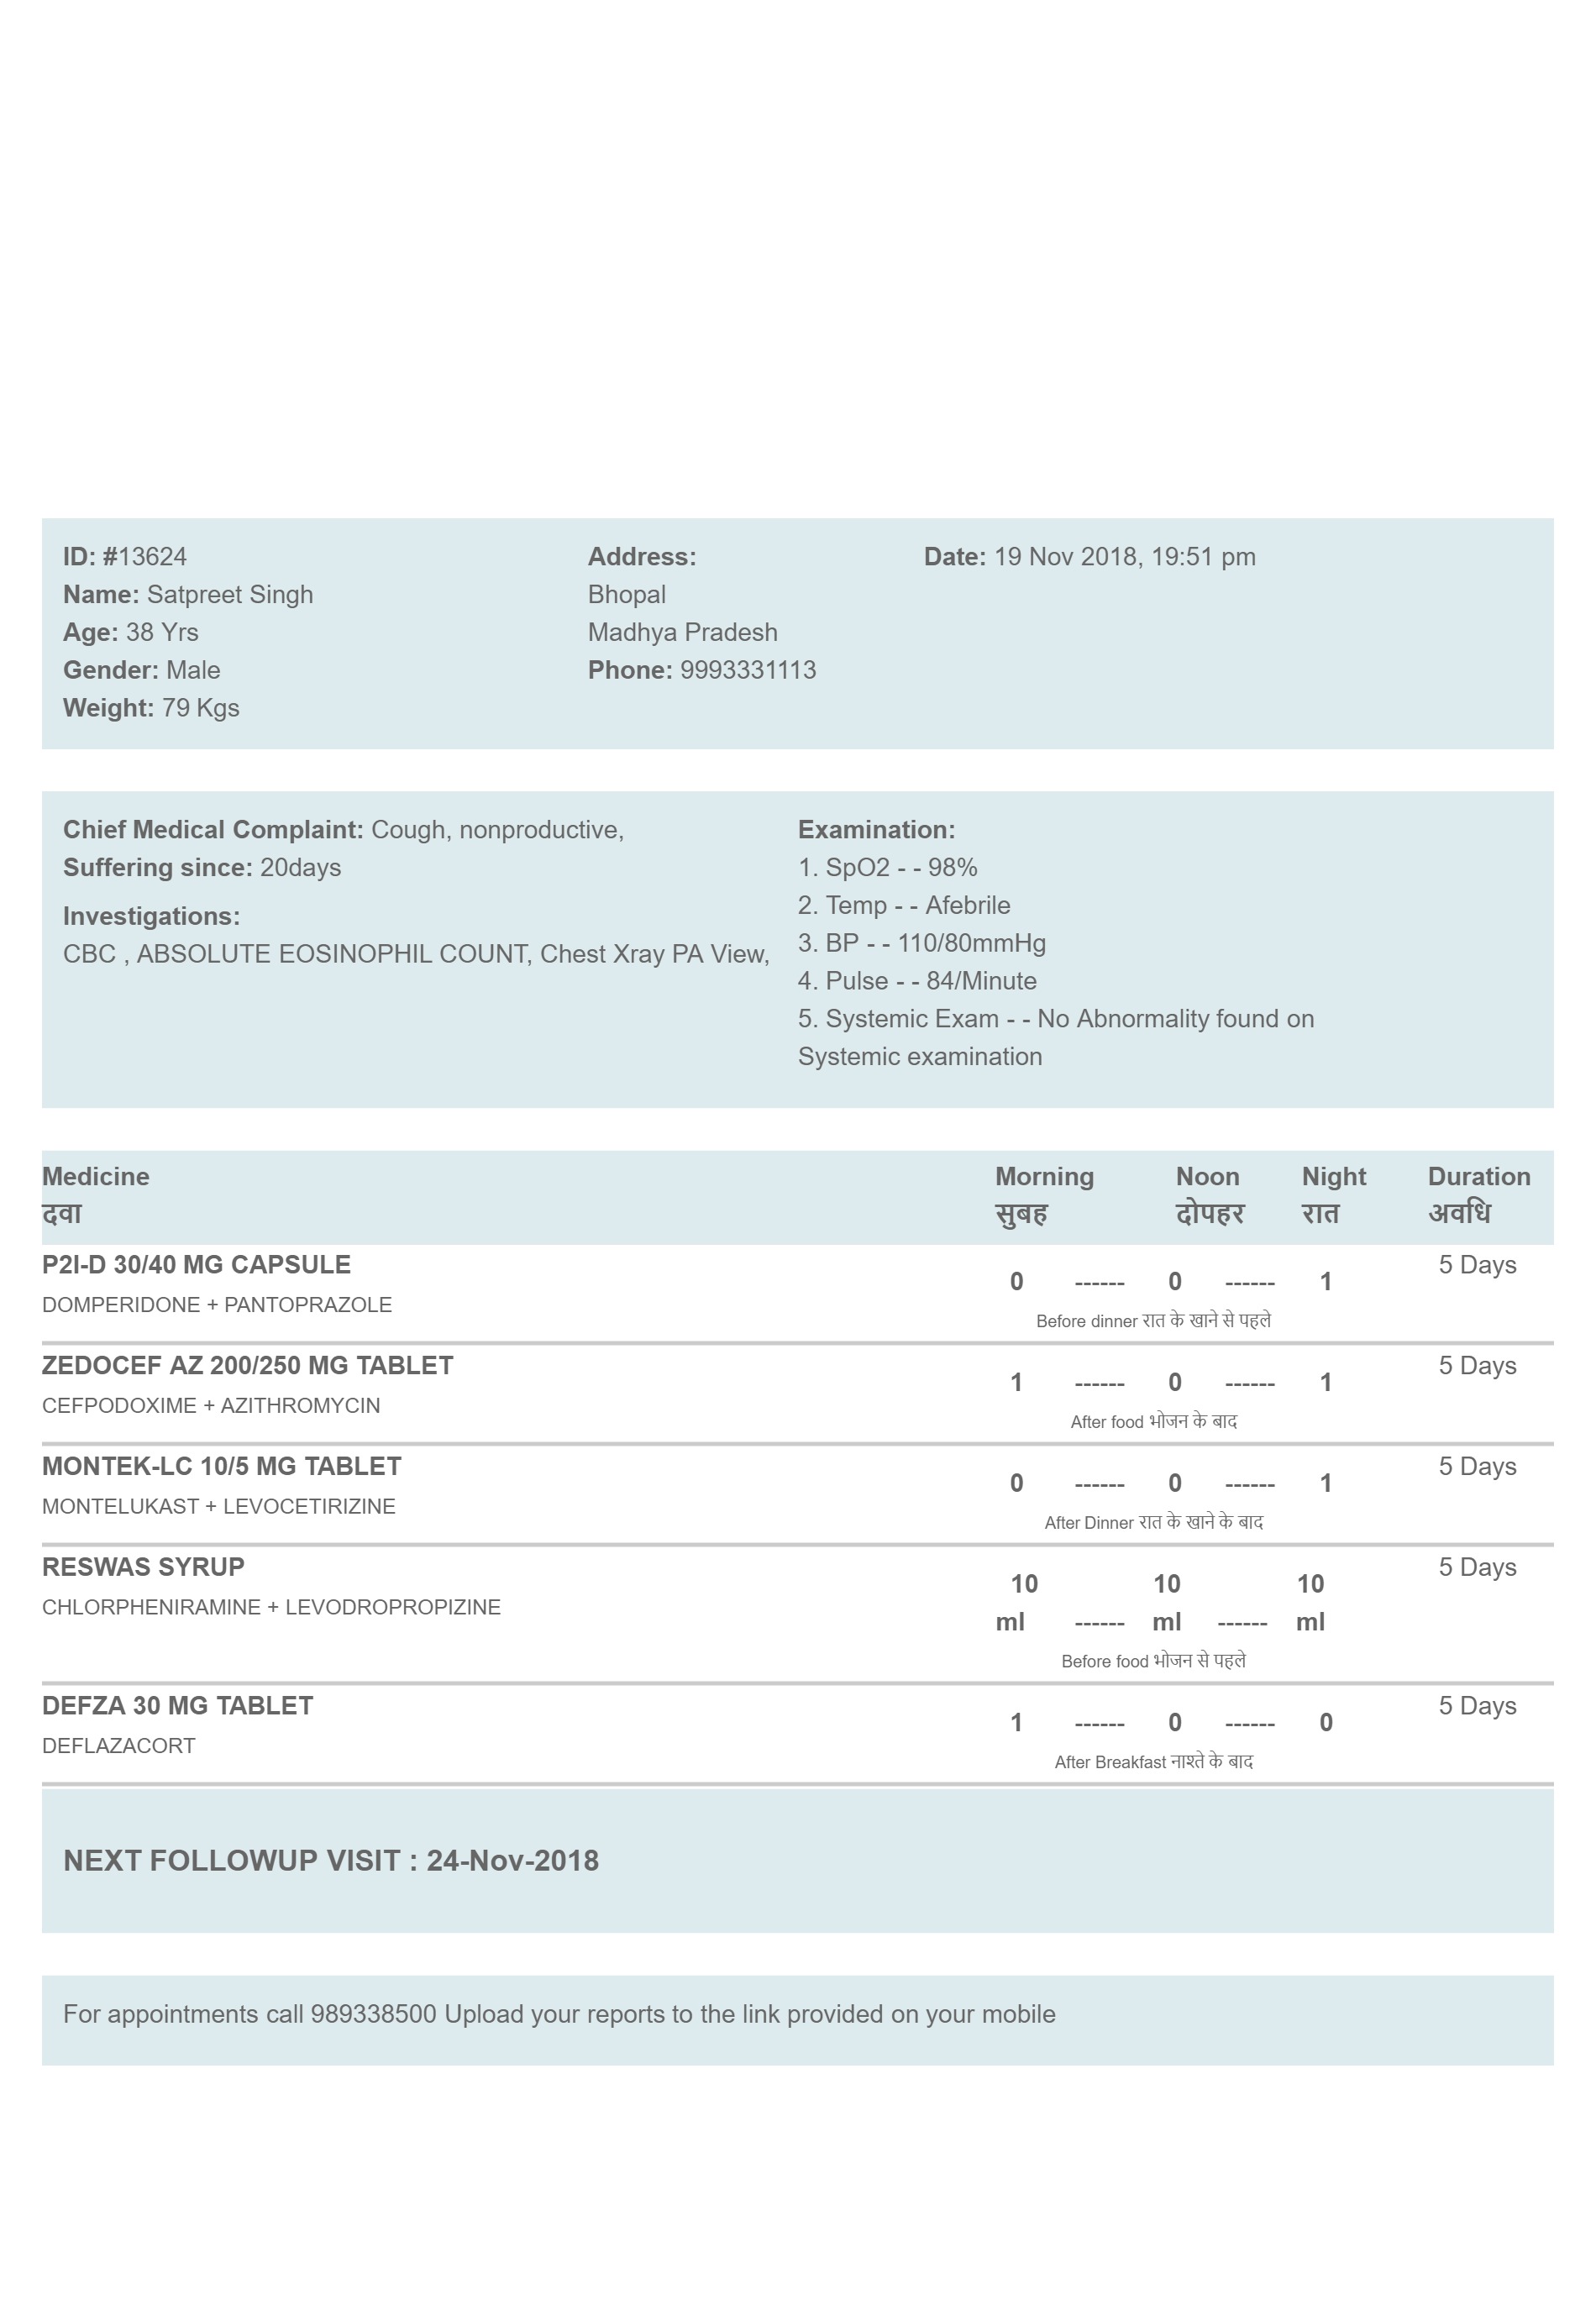 ID: #13624
Name: Satpreet Singh
Age: 38 Yrs
Gender: Male
Weight: 79 Kgs
Address:
Bhopal
Madhya Pradesh
Phone: 9993331113
Date: 19 Nov 2018, 19:51 pm
Chief Medical Complaint: Cough, nonproductive,
Suffering since: 20days
Investigations:
CBC , ABSOLUTE EOSINOPHIL COUNT, Chest Xray PA View,
Examination:
1. SpO2 - - 98%
2. Temp - - Afebrile
3. BP - - 110/80mmHg
4. Pulse - - 84/Minute
5. Systemic Exam - - No Abnormality found on
Systemic examination
Medicine Morning Noon Night Duration
दवा सुबह दोपहर रात अवधि
P2I-D 30/40 MG CAPSULE 5 Days
0 ------ 0 ------ 1
DOMPERIDONE + PANTOPRAZOLE
Before dinner रात के खाने से पहले
ZEDOCEF AZ 200/250 MG TABLET 5 Days
1 ------ 0 ------ 1
CEFPODOXIME + AZITHROMYCIN
After food भोजन के बाद
MONTEK-LC 10/5 MG TABLET 5 Days
0 ------ 0 ------ 1
MONTELUKAST + LEVOCETIRIZINE
After Dinner रात के खाने के बाद
RESWAS SYRUP 5 Days
10 10 10
CHLORPHENIRAMINE + LEVODROPROPIZINE
ml ------ ml ------ ml
Before food भोजन से पहले
DEFZA 30 MG TABLET 5 Days
1 ------ 0 ------ 0
DEFLAZACORT
After Breakfast नाश्ते के बाद
NEXT FOLLOWUP VISIT : 24-Nov-2018
For appointments call 989338500 Upload your reports to the link provided on your mobile